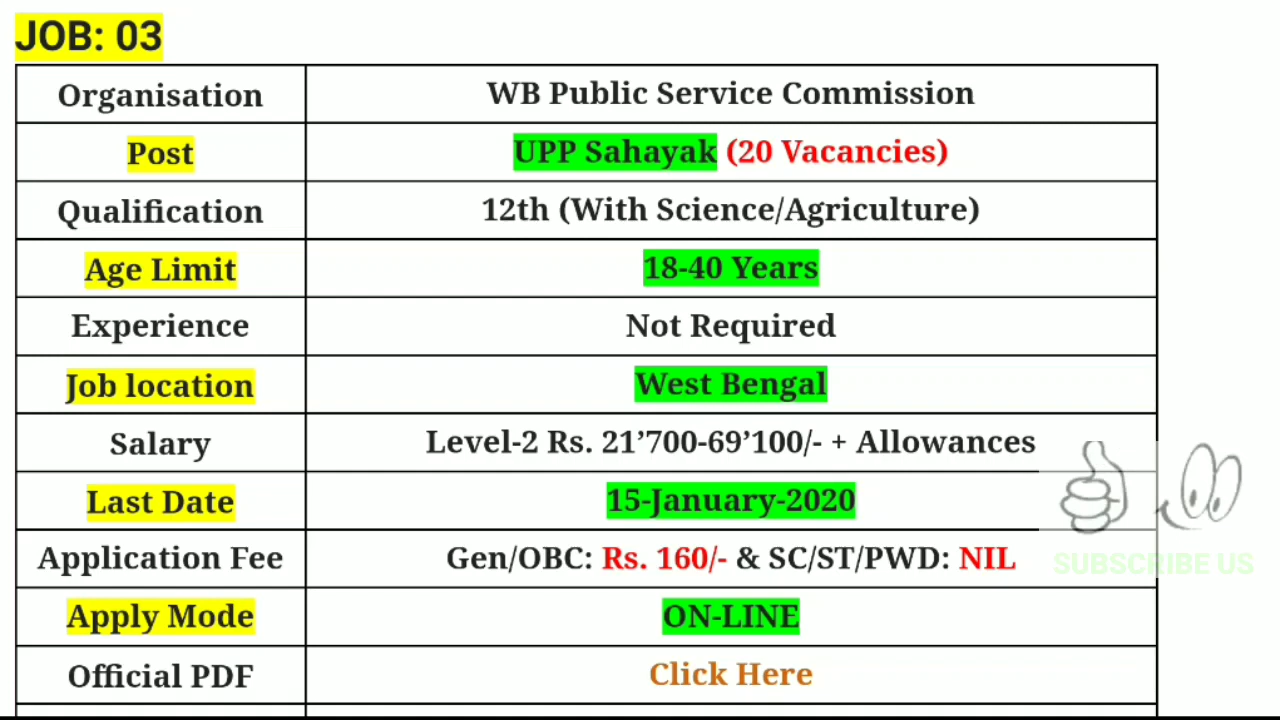 JOB: 03
Organisation WB Public Service Commission
Post UPP Sahayak (20 Vacancies)
Qualification 12th (With Science/Agriculture)
Age Limit 18-40 Years
Experience Not Required
Job location West Bengal
Salary Level-2 Rs. 21’700-69’100/- + Allowances
Last Date 15-January-2020
Application Fee Gen/OBC: Rs. 160/- & SC/ST/PWD: NIL
SUBSCRIBE US
Apply Mode ON-LINE
Official PDF Click Here